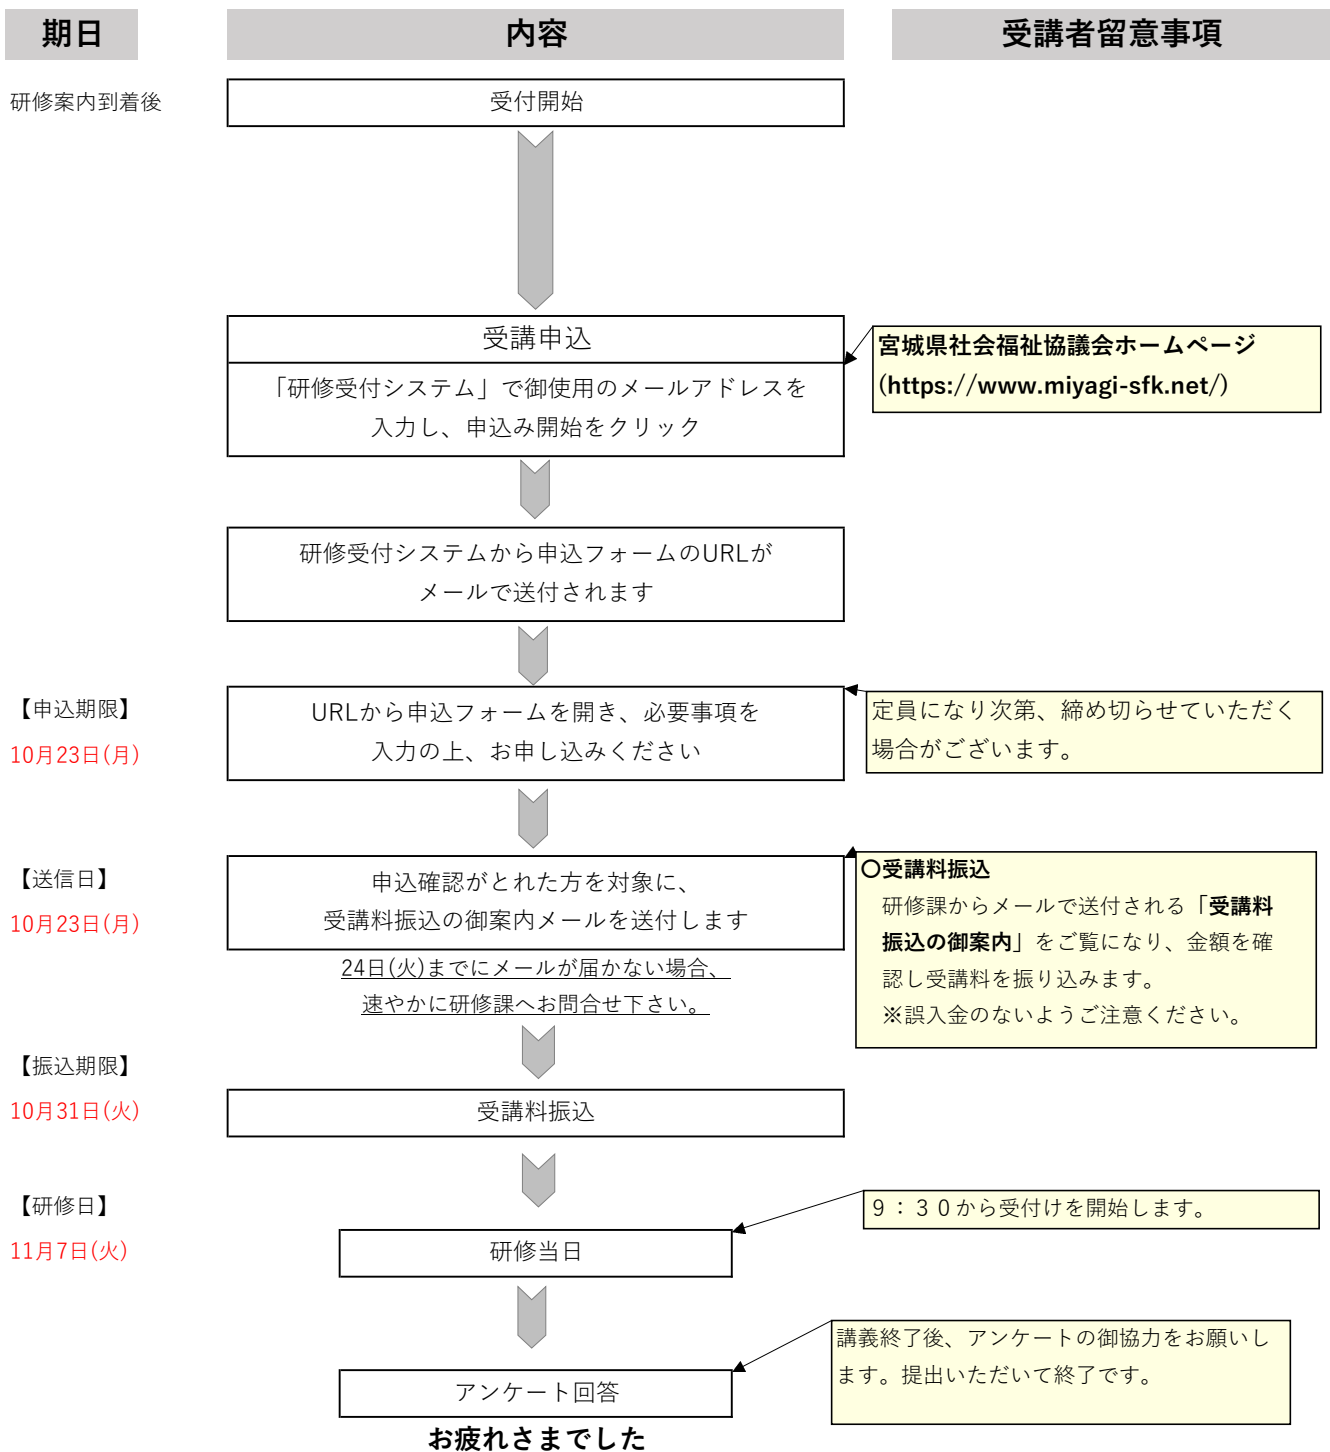 期日
内容
受講者留意事項
研修案内到着後
受付開始
受講申込
「研修受付システム」で御使用のメールアドレスを
入力し、申込み開始をクリック
宮城県社会福祉協議会ホームページ
(https://www.miyagi-sfk.net/)
研修受付システムから申込フォームのURLが
メールで送付されます
【申込期限】
10月23日(月)
URLから申込フォームを開き、必要事項を
入力の上、お申し込みください
定員になり次第、締め切らせていただく
場合がございます。
【送信日】
10月23日(月)
申込確認がとれた方を対象に、
受講料振込の御案内メールを送付します
24日(火)までにメールが届かない場合、
速やかに研修課へお問合せ下さい。
〇受講料振込
研修課からメールで送付される「受講料
振込の御案内」をご覧になり、金額を確
認し受講料を振り込みます。
※誤入金のないようご注意ください。
【振込期限】
10月31日(火)
受講料振込
【研修日】
11月7日(火)
研修当日
９：３０から受付けを開始します。
アンケート回答
講義終了後、アンケートの御協力をお願いし
ます。提出いただいて終了です。
お疲れさまでした